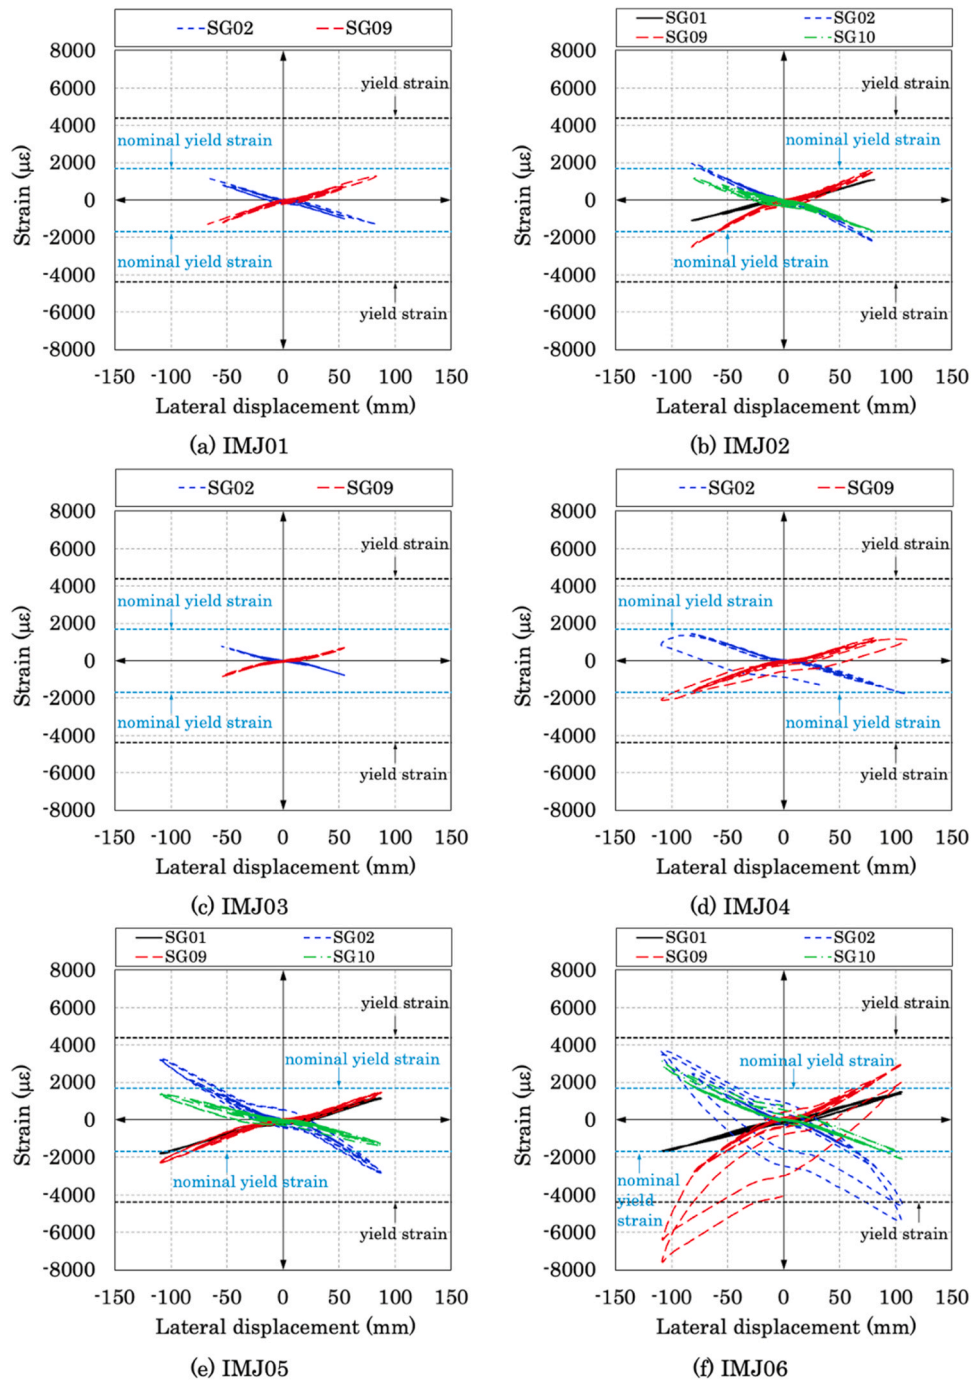 SG02 SG09
8000
6000
4000
2000
0
-2000
-4000
-6000
-8000
Strain (με)
yield strain
nominal yield strain
nominal yield strain
yield strain
-150 -100 -50 0 50 100 150
Lateral displacement (mm)
(a) IMJ01
SG01 SG02
SG09 SG10
8000
6000
4000
2000
0
-2000
-4000
-6000
-8000
Strain (με)
yield strain
nominal yield strain
nominal yield strain
yield strain
-150 -100 -50 0 50 100 150
Lateral displacement (mm)
(b) IMJ02
SG02 SG09
8000
6000
4000
2000
0
-2000
-4000
-6000
-8000
Strain (με)
yield strain
nominal yield strain
nominal yield strain
yield strain
-150 -100 -50 0 50 100 150
Lateral displacement (mm)
(c) IMJ03
SG02 SG09
8000
6000
4000
2000
0
-2000
-4000
-6000
-8000
Strain (με)
yield strain
nominal yield strain
nominal yield strain
yield strain
-150 -100 -50 0 50 100 150
Lateral displacement (mm)
(d) IMJ04
SG01 SG02
SG09 SG10
8000
6000
4000
2000
0
-2000
-4000
-6000
-8000
Strain (με)
yield strain
nominal yield strain
nominal yield strain
yield strain
-150 -100 -50 0 50 100 150
Lateral displacement (mm)
(e) IMJ05
SG01 SG02
SG09 SG10
8000
6000
4000
2000
0
-2000
-4000
-6000
-8000
Strain (με)
yield strain
nominal yield strain
nominal
yield
strain
yield strain
-150 -100 -50 0 50 100 150
Lateral displacement (mm)
(f) IMJ06